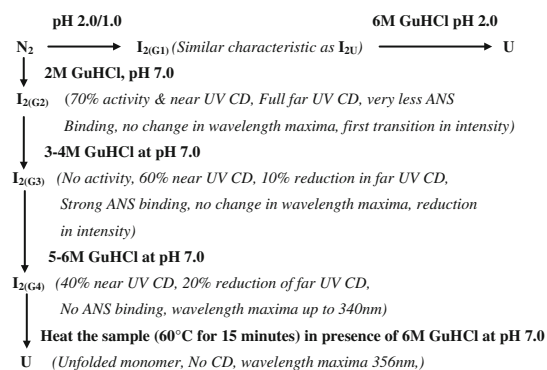 pH 2.0/1.0 6M GuHCl pH 2.0
N2 I2(G1) (Similar characteristic as I2U) U
2M GuHCl, pH 7.0
I2(G2) (70% activity & near UV CD, Full far UV CD, very less ANS
Binding, no change in wavelength maxima, first transition in intensity)
3-4M GuHCl at pH 7.0
I2(G3) (No activity, 60% near UV CD, 10% reduction in far UV CD,
Strong ANS binding, no change in wavelength maxima, reduction
in intensity)
5-6M GuHCl at pH 7.0
I2(G4) (40% near UV CD, 20% reduction of far UV CD,
No ANS binding, wavelength maxima up to 340nm)
Heat the sample (60°C for 15 minutes) in presence of 6M GuHCl at pH 7.0
U (Unfolded monomer, No CD, wavelength maxima 356nm,)